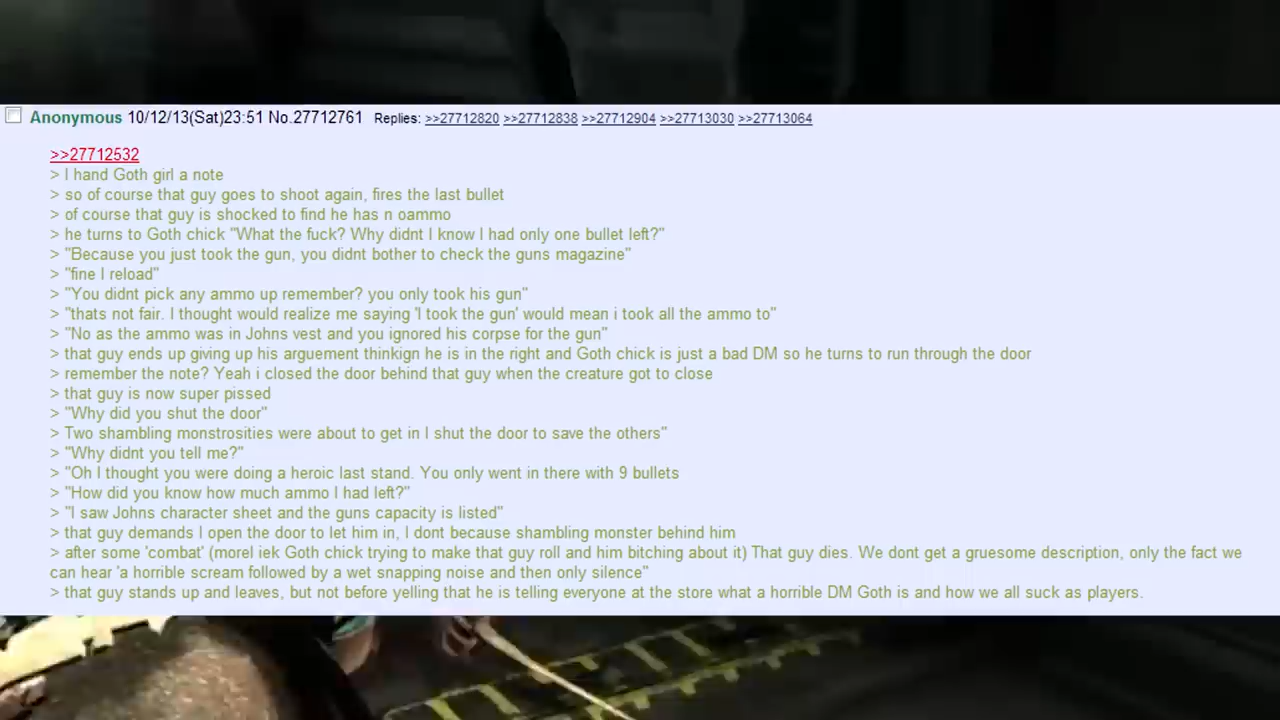 Anonymous 10/12/13(Sat)23:51 No.27712761 Replies: >>27712820 >>27712838 >>27712904 >>27713030 >>27713064
>>27712532
> I hand Goth girl a note
> so of course that guy goes to shoot again, fires the last bullet
> of course that guy is shocked to find he has n oammo
> he turns to Goth chick "What the fuck? Why didnt I know I had only one bullet left?"
> "Because you just took the gun, you didnt bother to check the guns magazine"
> "fine I reload"
> "You didnt pick any ammo up remember? you only took his gun"
> "thats not fair. I thought would realize me saying 'I took the gun' would mean i took all the ammo to"
> "No as the ammo was in Johns vest and you ignored his corpse for the gun"
> that guy ends up giving up his arguement thinkign he is in the right and Goth chick is just a bad DM so he turns to run through the door
> remember the note? Yeah i closed the door behind that guy when the creature got to close
> that guy is now super pissed
> "Why did you shut the door"
> Two shambling monstrosities were about to get in I shut the door to save the others"
> "Why didnt you tell me?"
> "Oh I thought you were doing a heroic last stand. You only went in there with 9 bullets
> "How did you know how much ammo I had left?"
> "I saw Johns character sheet and the guns capacity is listed"
> that guy demands I open the door to let him in, I dont because shambling monster behind him
> after some 'combat' (morel iek Goth chick trying to make that guy roll and him bitching about it) That guy dies. We dont get a gruesome description, only the fact we
can hear 'a horrible scream followed by a wet snapping noise and then only silence"
> that guy stands up and leaves, but not before yelling that he is telling everyone at the store what a horrible DM Goth is and how we all suck as players.